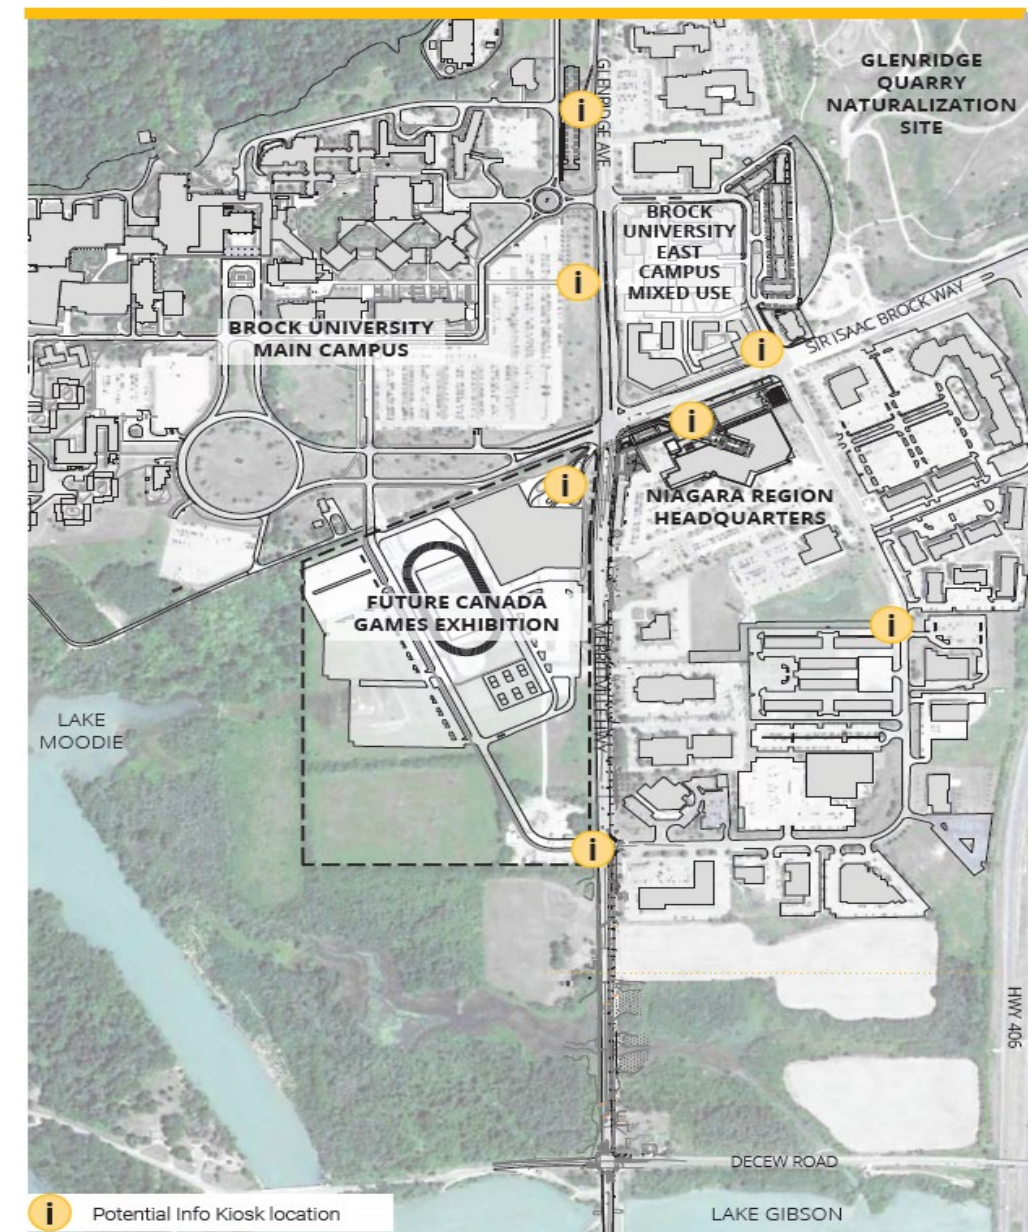 GLENRIDGE
QUARRY
NATURALIZATION
SITE
GLENRIDGE AVE
i
BROCK
UNIVERSITY
EAST
CAMPUS
MIXED USE
i
SIR ISAAC BROCK WAY
BROCK UNIVERSITY
MAIN CAMPUS
i
i
i
NIAGARA REGION
HEADQUARTERS
FUTURE CANADA
GAMES EXHIBITION
i
MERRITTVILLE HWY
LAKE
MOODIE
i
HWY 406
DECEW ROAD
LAKE GIBSON
i Potential Info Kiosk location